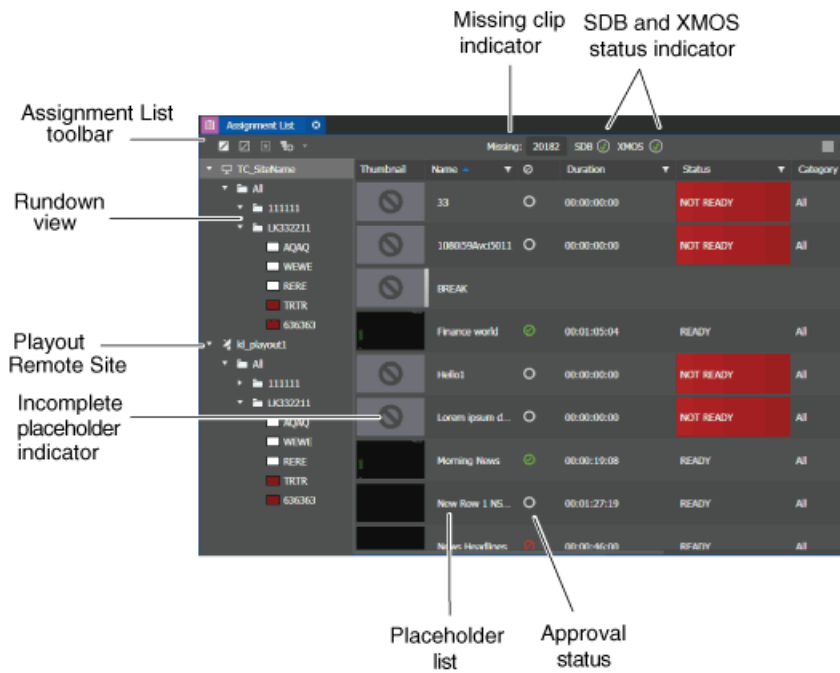 Missing clip
indicator
SDB and XMOS
status indicator
Assignment List
toolbar
Assignment List
Missing: 20182 SDB XMOS
TC_SiteName
Thumbnail Name Duration Status Category
All
111111
LK332211
AQAQ
WEWE
RERE
TRTR
636363
Rundown
view
33 00:00:00:00 NOT READY All
1080i59Avci5011 00:00:00:00 NOT READY All
BREAK
Finance world 00:01:05:04 READY All
Playout
Remote Site
kl_playout1
All
111111
LK332211
AQAQ
WEWE
RERE
TRTR
636363
Hello1 00:00:00:00 NOT READY All
Incomplete
placeholder
indicator
Lorem ipsum d... 00:00:00:00 NOT READY All
Morning News 00:00:19:08 READY All
New Row 1 NS... 00:01:27:19 READY All
News Headlines 00:00:46:00 READY All
Placeholder
list
Approval
status